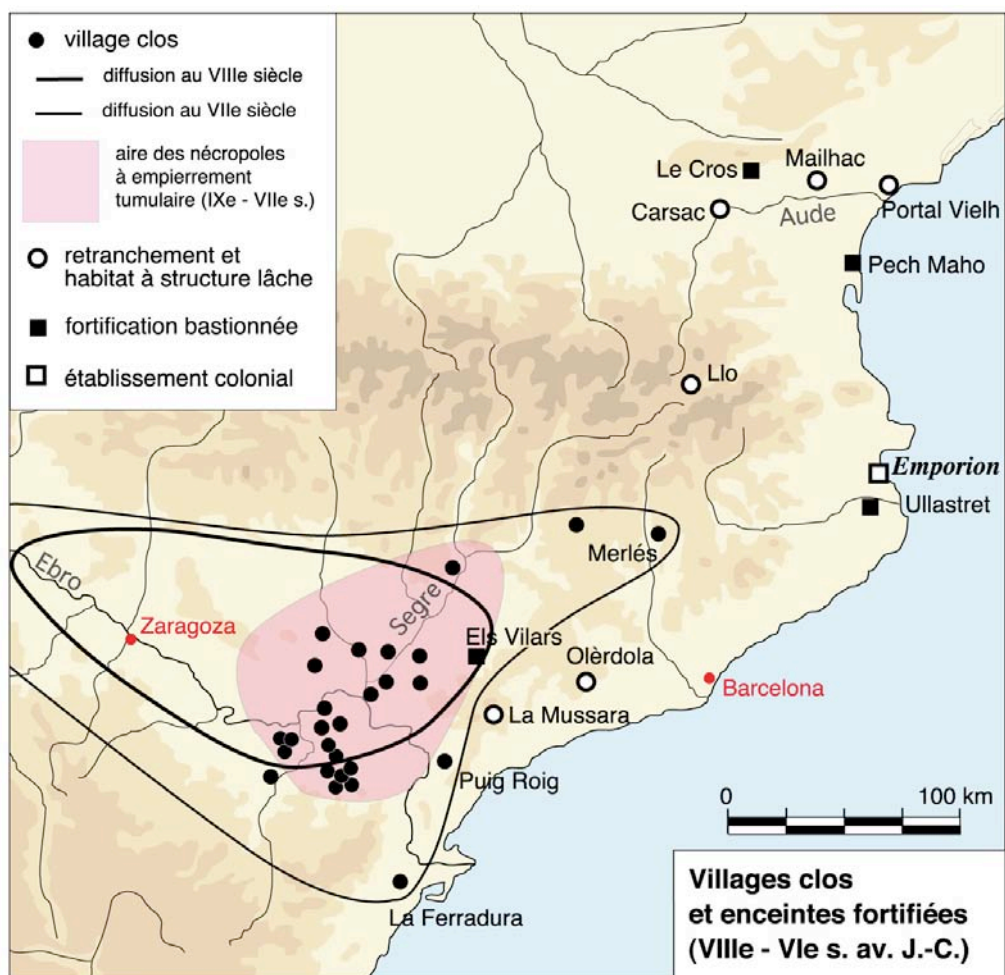 village clos
diffusion au VIIIe siècle
diffusion au VIIe siècle
aire des nécropoles
à empierrement
tumulaire (IXe - VIIe s.)
retranchement et
habitat à structure lâche
fortification bastionnée
établissement colonial
Le Cros
Mailhac
Carsac
Aude
Portal Vielh
Pech Maho
Llo
Emporion
Ullastret
Merlés
Ebro
Segre
Zaragoza
Els Vilars
Olèrdola
Barcelona
La Mussara
Puig Roig
La Ferradura
0 100 km
Villages clos
et enceintes fortifiées
(VIIIe - VIe s. av. J.-C.)